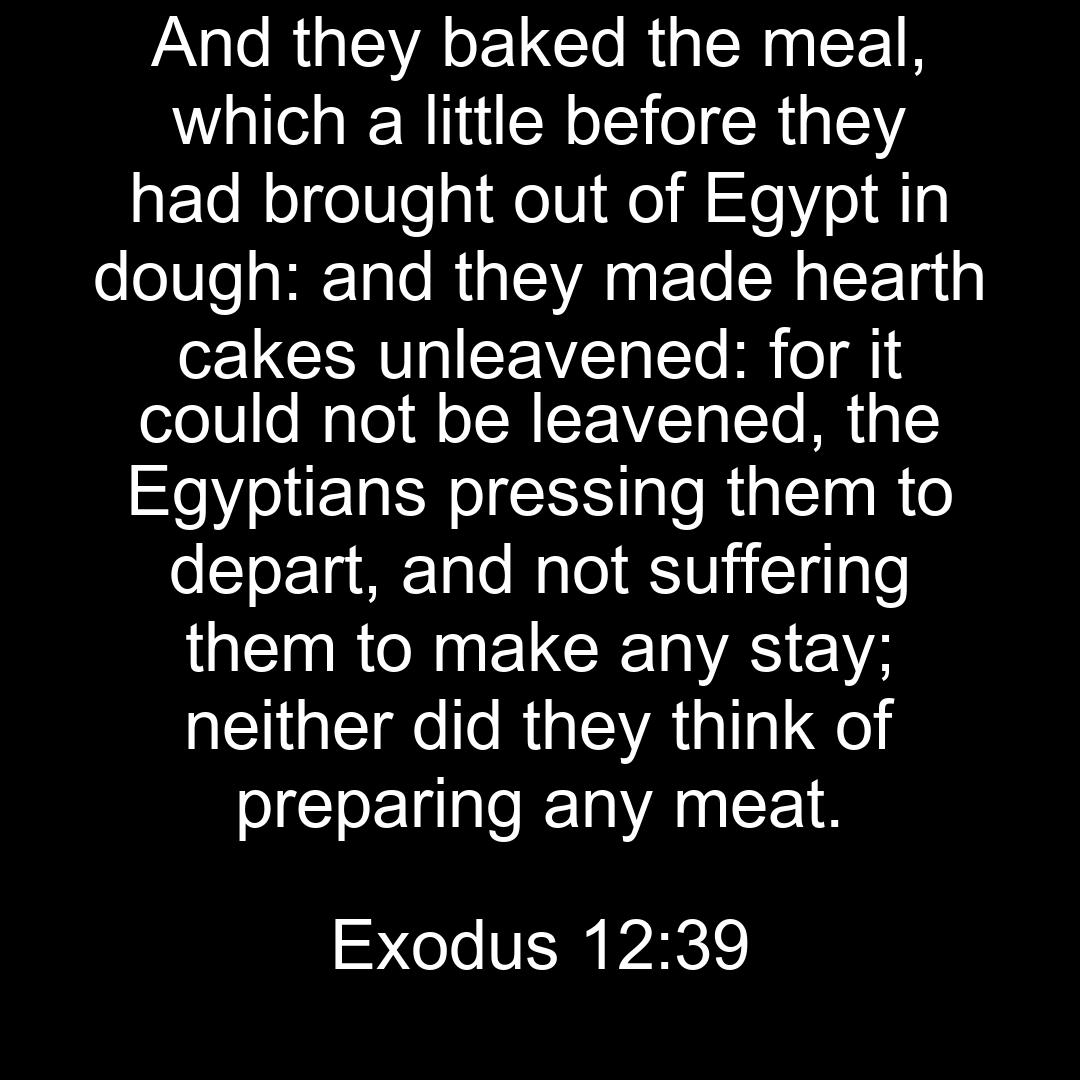 And they baked the meal,
which a little before they
had brought out of Egypt in
dough: and they made hearth
cakes unleavened: for it
could not be leavened, the
Egyptians pressing them to
depart, and not suffering
them to make any stay;
neither did they think of
preparing any meat.
Exodus 12:39